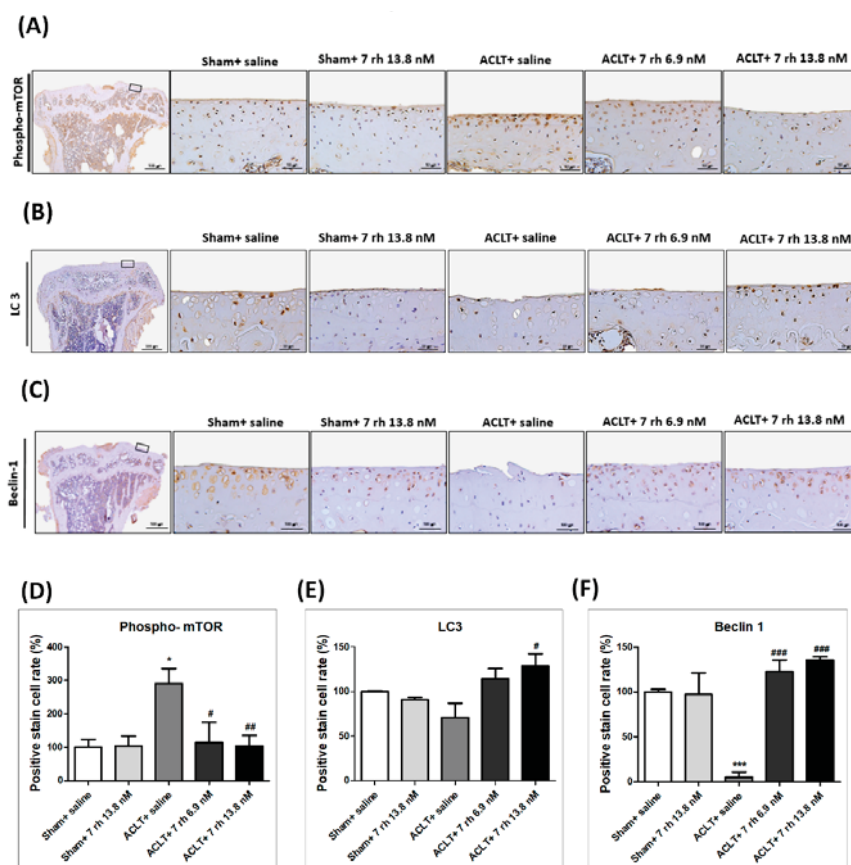 (A)
Sham+ saline
Sham+ 7 rh 13.8 nM
ACLT+ saline
ACLT+ 7 rh 6.9 nM
ACLT+ 7 rh 13.8 nM
Phospho-mTOR
(B)
Sham+ saline
Sham+ 7 rh 13.8 nM
ACLT+ saline
ACLT+ 7 rh 6.9 nM
ACLT+ 7 rh 13.8 nM
LC 3
(C)
Sham+ saline
Sham+ 7 rh 13.8 nM
ACLT+ saline
ACLT+ 7 rh 6.9 nM
ACLT+ 7 rh 13.8 nM
Beclin-1
(D)
Phospho- mTOR
Positive stain cell rate (%)
400
300
200
100
0
*
#
##
Sham+ saline
Sham+ 7 rh 13.8 nM
ACLT+ saline
ACLT+ 7 rh 6.9 nM
ACLT+ 7 rh 13.8 nM
(E)
LC3
Positive stain cell rate (%)
150
100
50
0
#
Sham+ saline
Sham+ 7 rh 13.8 nM
ACLT+ saline
ACLT+ 7 rh 6.9 nM
ACLT+ 7 rh 13.8 nM
(F)
Beclin 1
Positive stain cell rate (%)
150
100
50
0
***
###
###
Sham+ saline
Sham+ 7 rh 13.8 nM
ACLT+ saline
ACLT+ 7 rh 6.9 nM
ACLT+ 7 rh 13.8 nM